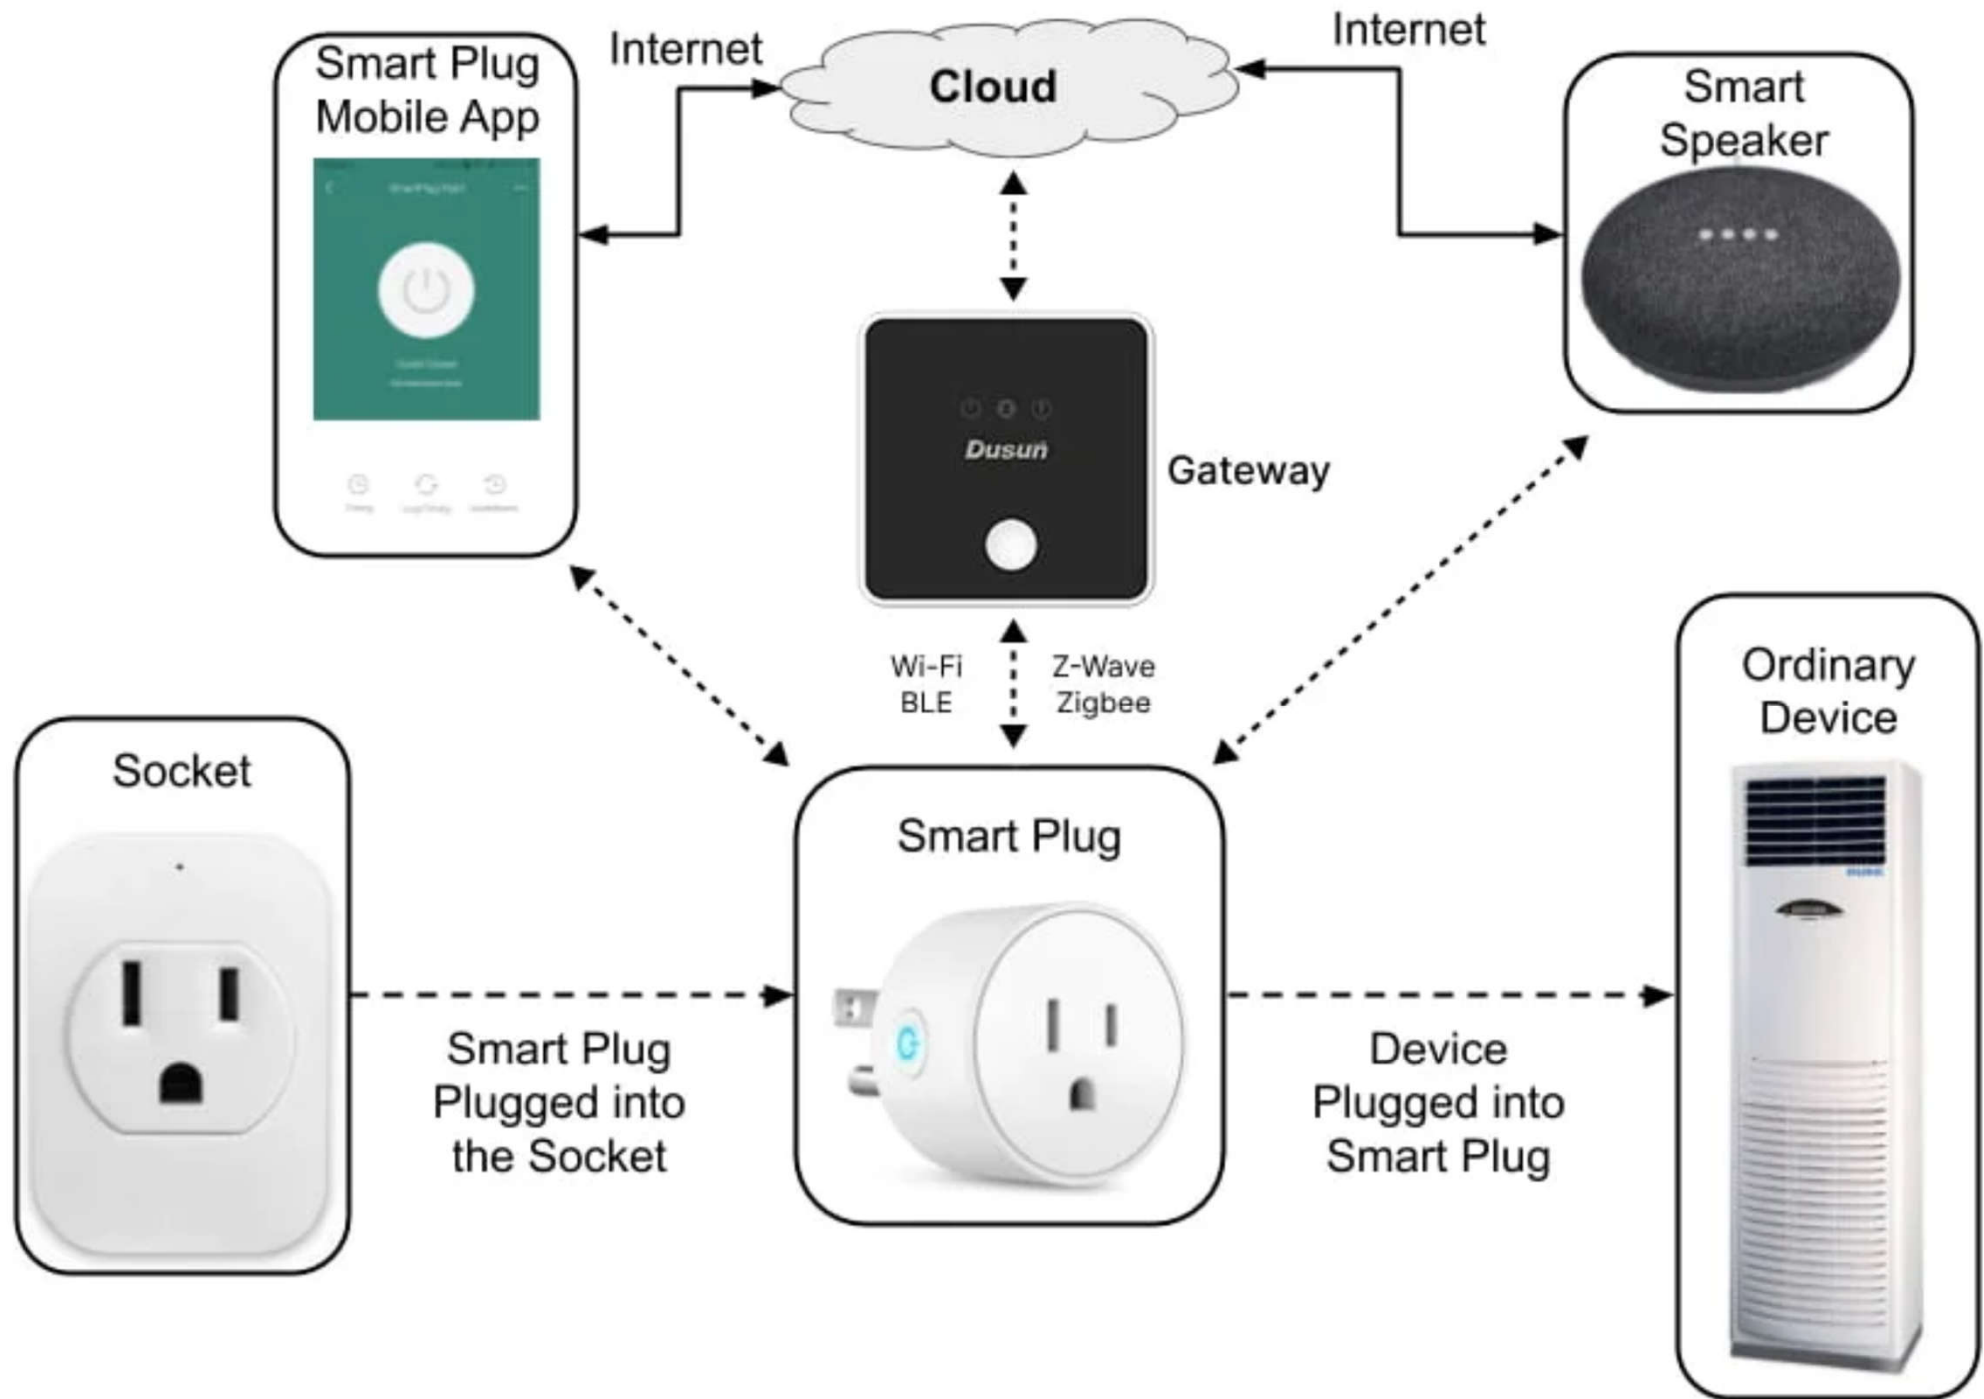 Smart Plug
Mobile App
Internet
Cloud
Internet
Smart
Speaker
Dusun
Gateway
Wi-Fi
BLE
Z-Wave
Zigbee
Ordinary
Device
Socket
Smart Plug
Smart Plug
Plugged into
the Socket
Device
Plugged into
Smart Plug